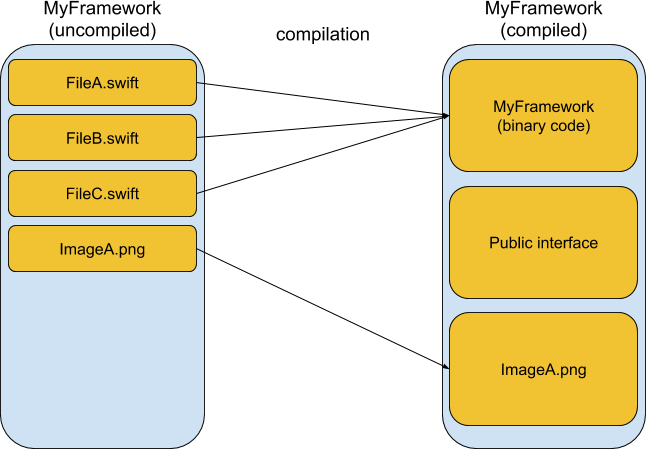 MyFramework
(uncompiled)
FileA.swift
FileB.swift
FileC.swift
ImageA.png
compilation
MyFramework
(compiled)
MyFramework
(binary code)
Public interface
ImageA.png